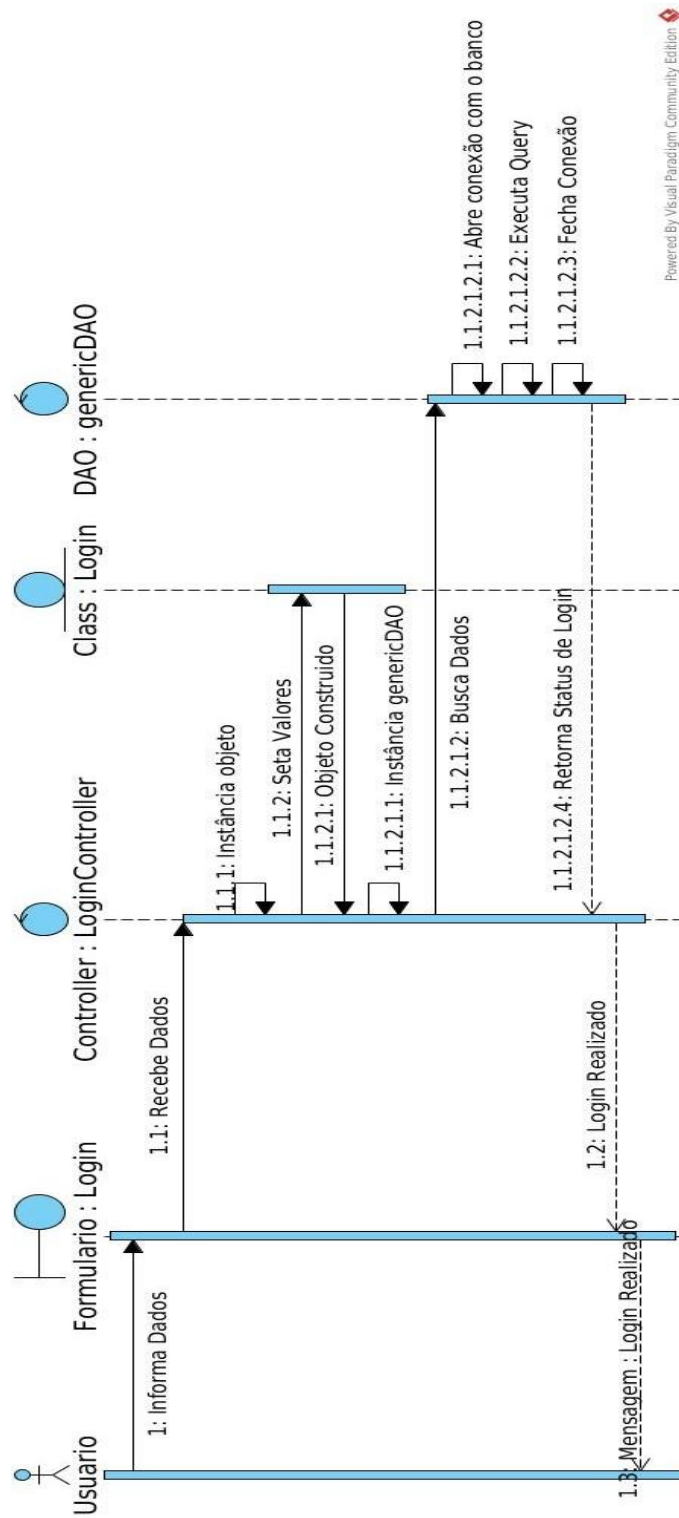 Usuario
Formulario : Login
Controller : LoginController
Class : Login
DAO : genericDAO
1: Informa Dados
1.1: Recebe Dados
1.1.1: Instância objeto
1.1.2: Seta Valores
1.1.2.1: Objeto Construido
1.1.2.1.1: Instância genericDAO
1.1.2.1.2: Busca Dados
1.1.2.1.2.1: Abre conexão com o banco
1.1.2.1.2.2: Executa Query
1.1.2.1.2.3: Fecha Conexão
1.1.2.1.2.4: Retorna Status de Login
1.2: Login Realizado
1.3: Mensagem : Login Realizado
Powered By Visual Paradigm Community Edition